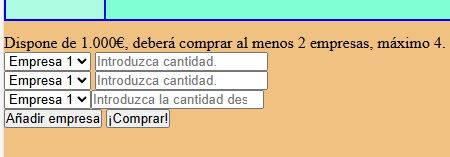 Dispone de 1.000€, deberá comprar al menos 2 empresas, máximo 4.
Empresa 1 Introduzca cantidad.
Empresa 1 Introduzca cantidad.
Empresa 1 Introduzca la cantidad des
Añadir empresa ¡Comprar!